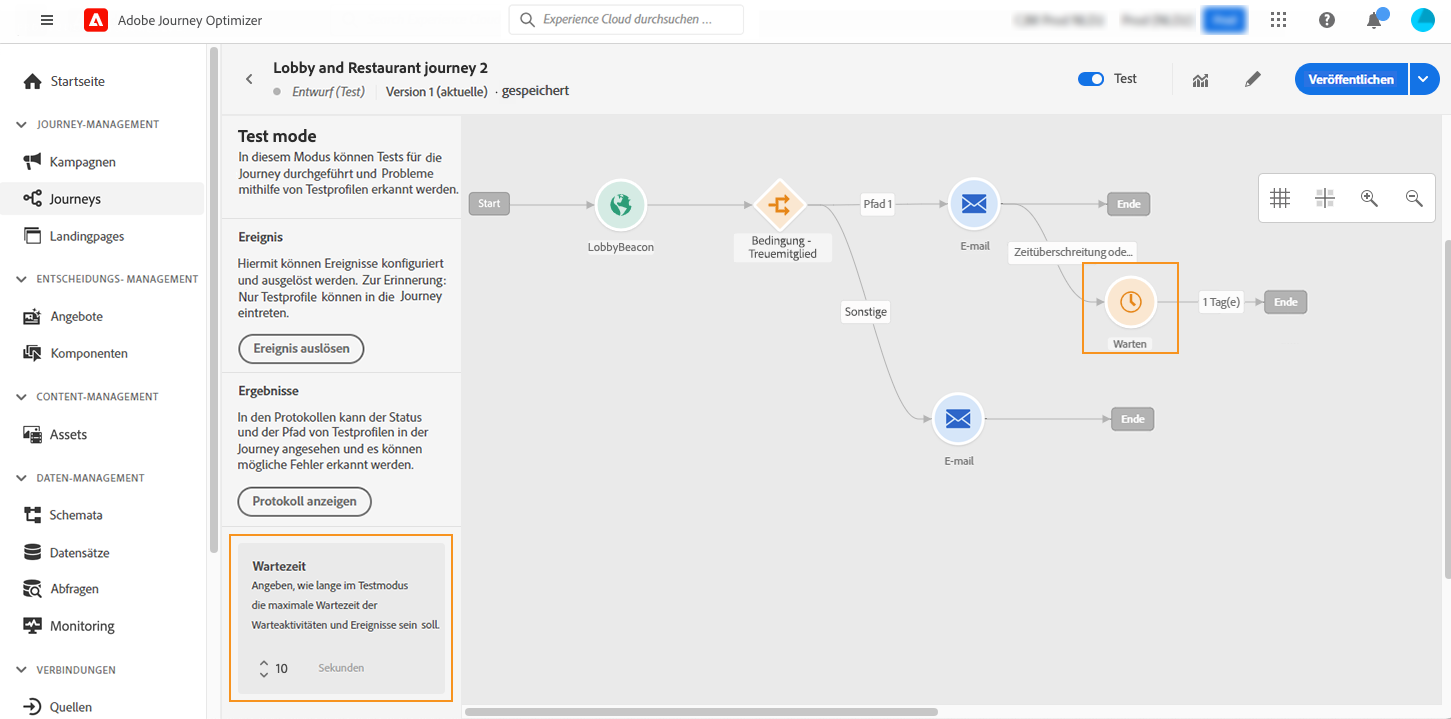 Adobe Journey Optimizer
Experience Cloud durchsuchen ...
Startseite
JOURNEY-MANAGEMENT
Kampagnen
Journeys
Landingpages
ENTSCHEIDUNGS- MANAGEMENT
Angebote
Komponenten
CONTENT-MANAGEMENT
Assets
DATEN-MANAGEMENT
Schemata
Datensätze
Abfragen
Monitoring
VERBINDUNGEN
Quellen
Lobby and Restaurant journey 2
Entwurf (Test) Version 1 (aktuelle) · gespeichert
Test
Veröffentlichen
Test mode
In diesem Modus können Tests für die
Journey durchgeführt und Probleme
mithilfe von Testprofilen erkannt werden.
Ereignis
Hiermit können Ereignisse konfiguriert
und ausgelöst werden. Zur Erinnerung:
Nur Testprofile können in die Journey
eintreten.
Ereignis auslösen
Ergebnisse
In den Protokollen kann der Status
und der Pfad von Testprofilen in der
Journey angesehen und es können
mögliche Fehler erkannt werden.
Protokoll anzeigen
Wartezeit
Angeben, wie lange im Testmodus
die maximale Wartezeit der
Warteaktivitäten und Ereignisse sein soll.
10 Sekunden
Start
LobbyBeacon
Bedingung -
Treuemitglied
Pfad 1
E-mail
Ende
Zeitüberschreitung ode...
Warten
1 Tag(e)
Ende
Sonstige
E-mail
Ende